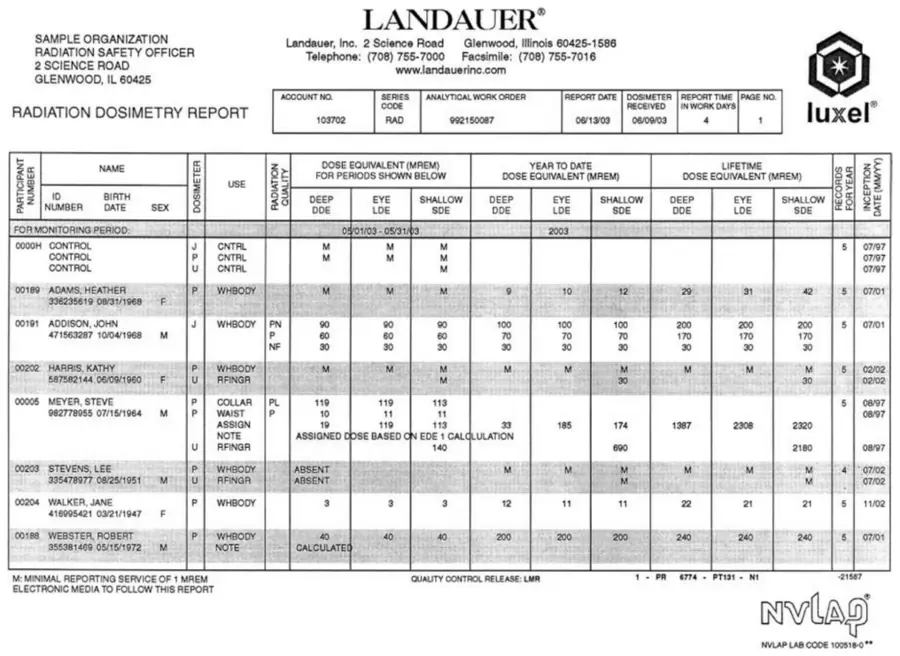 LANDAUER®
Landauer, Inc. 2 Science Road Glenwood, Illinois 60425-1586
Telephone: (708) 755-7000 Facsimile: (708) 755-7016
www.landauerinc.com
SAMPLE ORGANIZATION
RADIATION SAFETY OFFICER
2 SCIENCE ROAD
GLENWOOD, IL 60425
luxel®
RADIATION DOSIMETRY REPORT
ACCOUNT NO. SERIES CODE ANALYTICAL WORK ORDER REPORT DATE DOSIMETER RECEIVED REPORT TIME IN WORK DAYS PAGE NO.
103702 RAD 992150087 06/13/03 06/09/03 4 1
PARTICIPANT NUMBER NAME DOSIMETER USE RADIATION QUALITY DOSE EQUIVALENT (MREM) FOR PERIODS SHOWN BELOW YEAR TO DATE DOSE EQUIVALENT (MREM) LIFETIME DOSE EQUIVALENT (MREM) RECORDS FOR YEAR INCEPTION DATE (MM/YY)
ID NUMBER BIRTH DATE SEX DEEP DDE EYE LDE SHALLOW SDE DEEP DDE EYE LDE SHALLOW SDE DEEP DDE EYE LDE SHALLOW SDE
FOR MONITORING PERIOD: 05/01/03 - 05/31/03 2003
0000H CONTROL J CNTRL M M M 5 07/97
CONTROL P CNTRL M M M 07/97
CONTROL U CNTRL M 07/97
00189 ADAMS, HEATHER P WHBODY M M M 9 10 12 29 31 42 5 07/01
336235619 08/31/1968 F
00191 ADDISON, JOHN J WHBODY PN 90 90 90 100 100 100 200 200 200 5 07/01
471563287 10/04/1968 M P 60 60 60 70 70 70 170 170 170
NF 30 30 30 30 30 30 30 30 30
00202 HARRIS, KATHY P WHBODY M M M M M M M M M 5 02/02
587582144 06/09/1960 F U RFINGR M 30 30 02/02
00005 MEYER, STEVE P COLLAR PL 119 119 113 5 08/97
982778955 07/15/1964 M P WAIST P 10 11 11 08/97
ASSIGN 19 119 113 33 185 174 1387 2308 2320
NOTE ASSIGNED DOSE BASED ON EDE 1 CALCLULATION
U RFINGR 140 690 2180 08/97
00203 STEVENS, LEE P WHBODY ABSENT M M M M M M 4 07/02
335478977 08/25/1951 M U RFINGR ABSENT M M 07/02
00204 WALKER, JANE P WHBODY 3 3 3 12 11 11 22 21 21 5 11/02
416995421 03/21/1947 F
00188 WEBSTER, ROBERT P WHBODY 40 40 40 200 200 200 240 240 240 5 07/01
355381469 05/15/1972 M NOTE CALCULATED
M: MINIMAL REPORTING SERVICE OF 1 MREM QUALITY CONTROL RELEASE: LMR 1 - PR 6774 - PT131 - N1 -21587
ELECTRONIC MEDIA TO FOLLOW THIS REPORT
NVLAP®
NVLAP LAB CODE 100518-0**